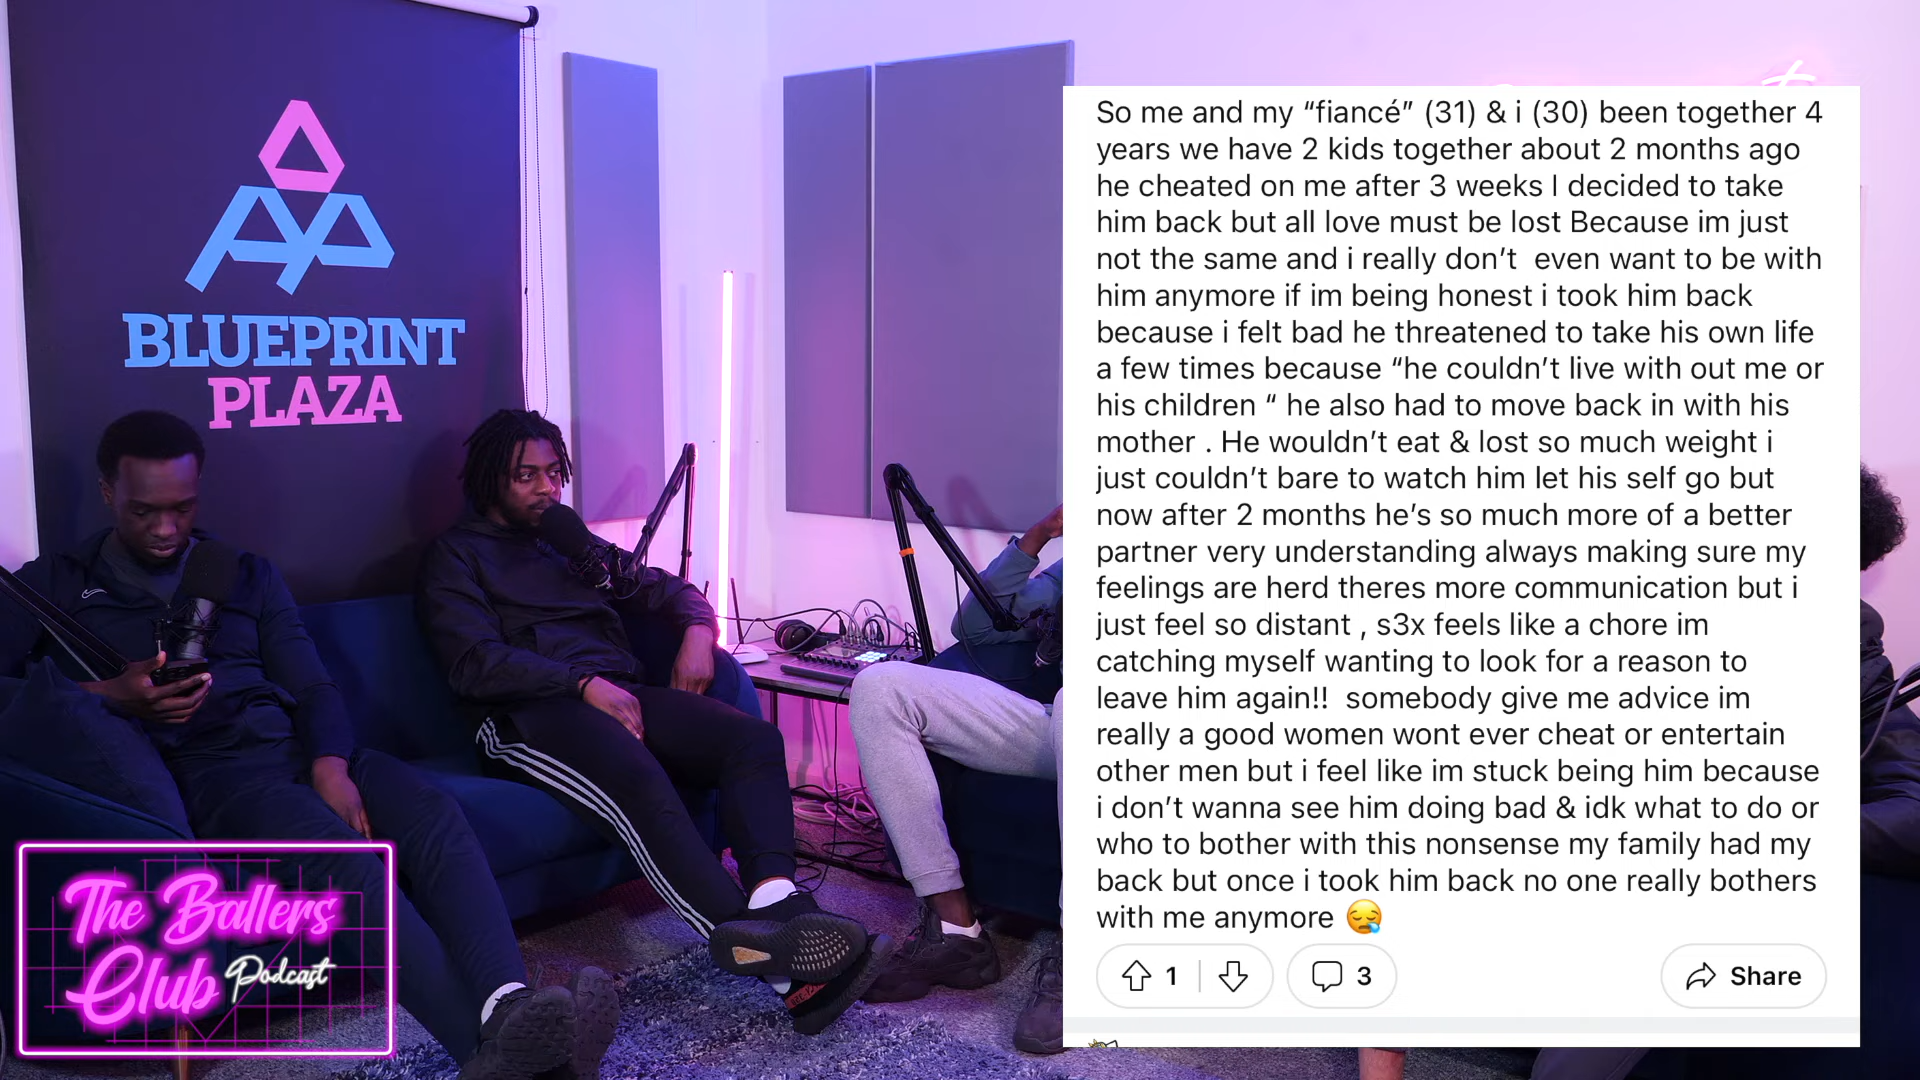 BLUEPRINT
PLAZA
The Ballers
Club Podcast
So me and my “fiancé” (31) & i (30) been together 4
years we have 2 kids together about 2 months ago
he cheated on me after 3 weeks I decided to take
him back but all love must be lost Because im just
not the same and i really don’t  even want to be with
him anymore if im being honest i took him back
because i felt bad he threatened to take his own life
a few times because “he couldn’t live with out me or
his children “ he also had to move back in with his
mother . He wouldn’t eat & lost so much weight i
just couldn’t bare to watch him let his self go but
now after 2 months he’s so much more of a better
partner very understanding always making sure my
feelings are herd theres more communication but i
just feel so distant , s3x feels like a chore im
catching myself wanting to look for a reason to
leave him again!!  somebody give me advice im
really a good women wont ever cheat or entertain
other men but i feel like im stuck being him because
i don’t wanna see him doing bad & idk what to do or
who to bother with this nonsense my family had my
back but once i took him back no one really bothers
with me anymore 😪
1
3
Share